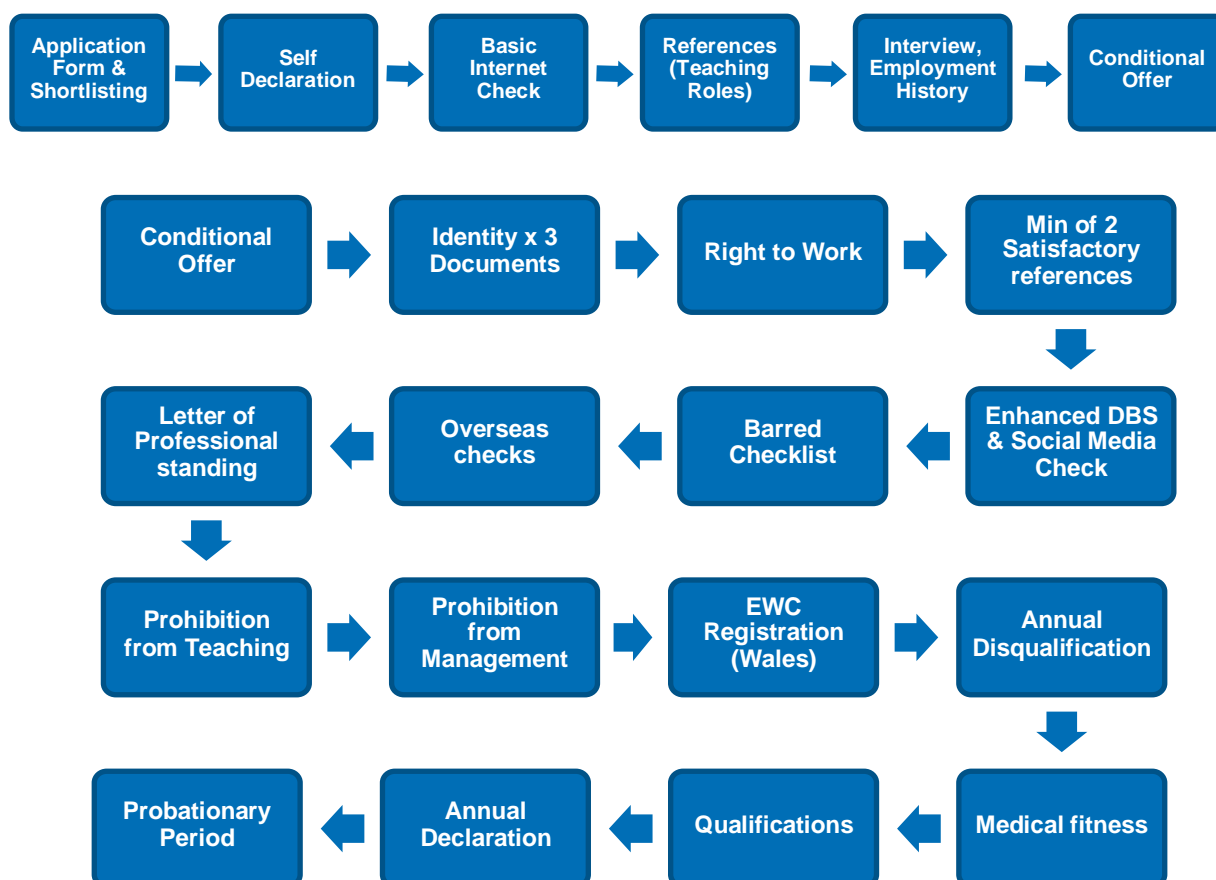 Application
Form &
Shortlisting
Self
Declaration
Basic
Internet
Check
References
(Teaching
Roles)
Interview,
Employment
History
Conditional
Offer
Conditional
Offer
Identity x 3
Documents
Right to Work
Min of 2
Satisfactory
references
Enhanced DBS
& Social Media
Check
Barred
Checklist
Overseas
checks
Letter of
Professional
standing
Prohibition
from Teaching
Prohibition
from
Management
EWC
Registration
(Wales)
Annual
Disqualification
Medical fitness
Qualifications
Annual
Declaration
Probationary
Period